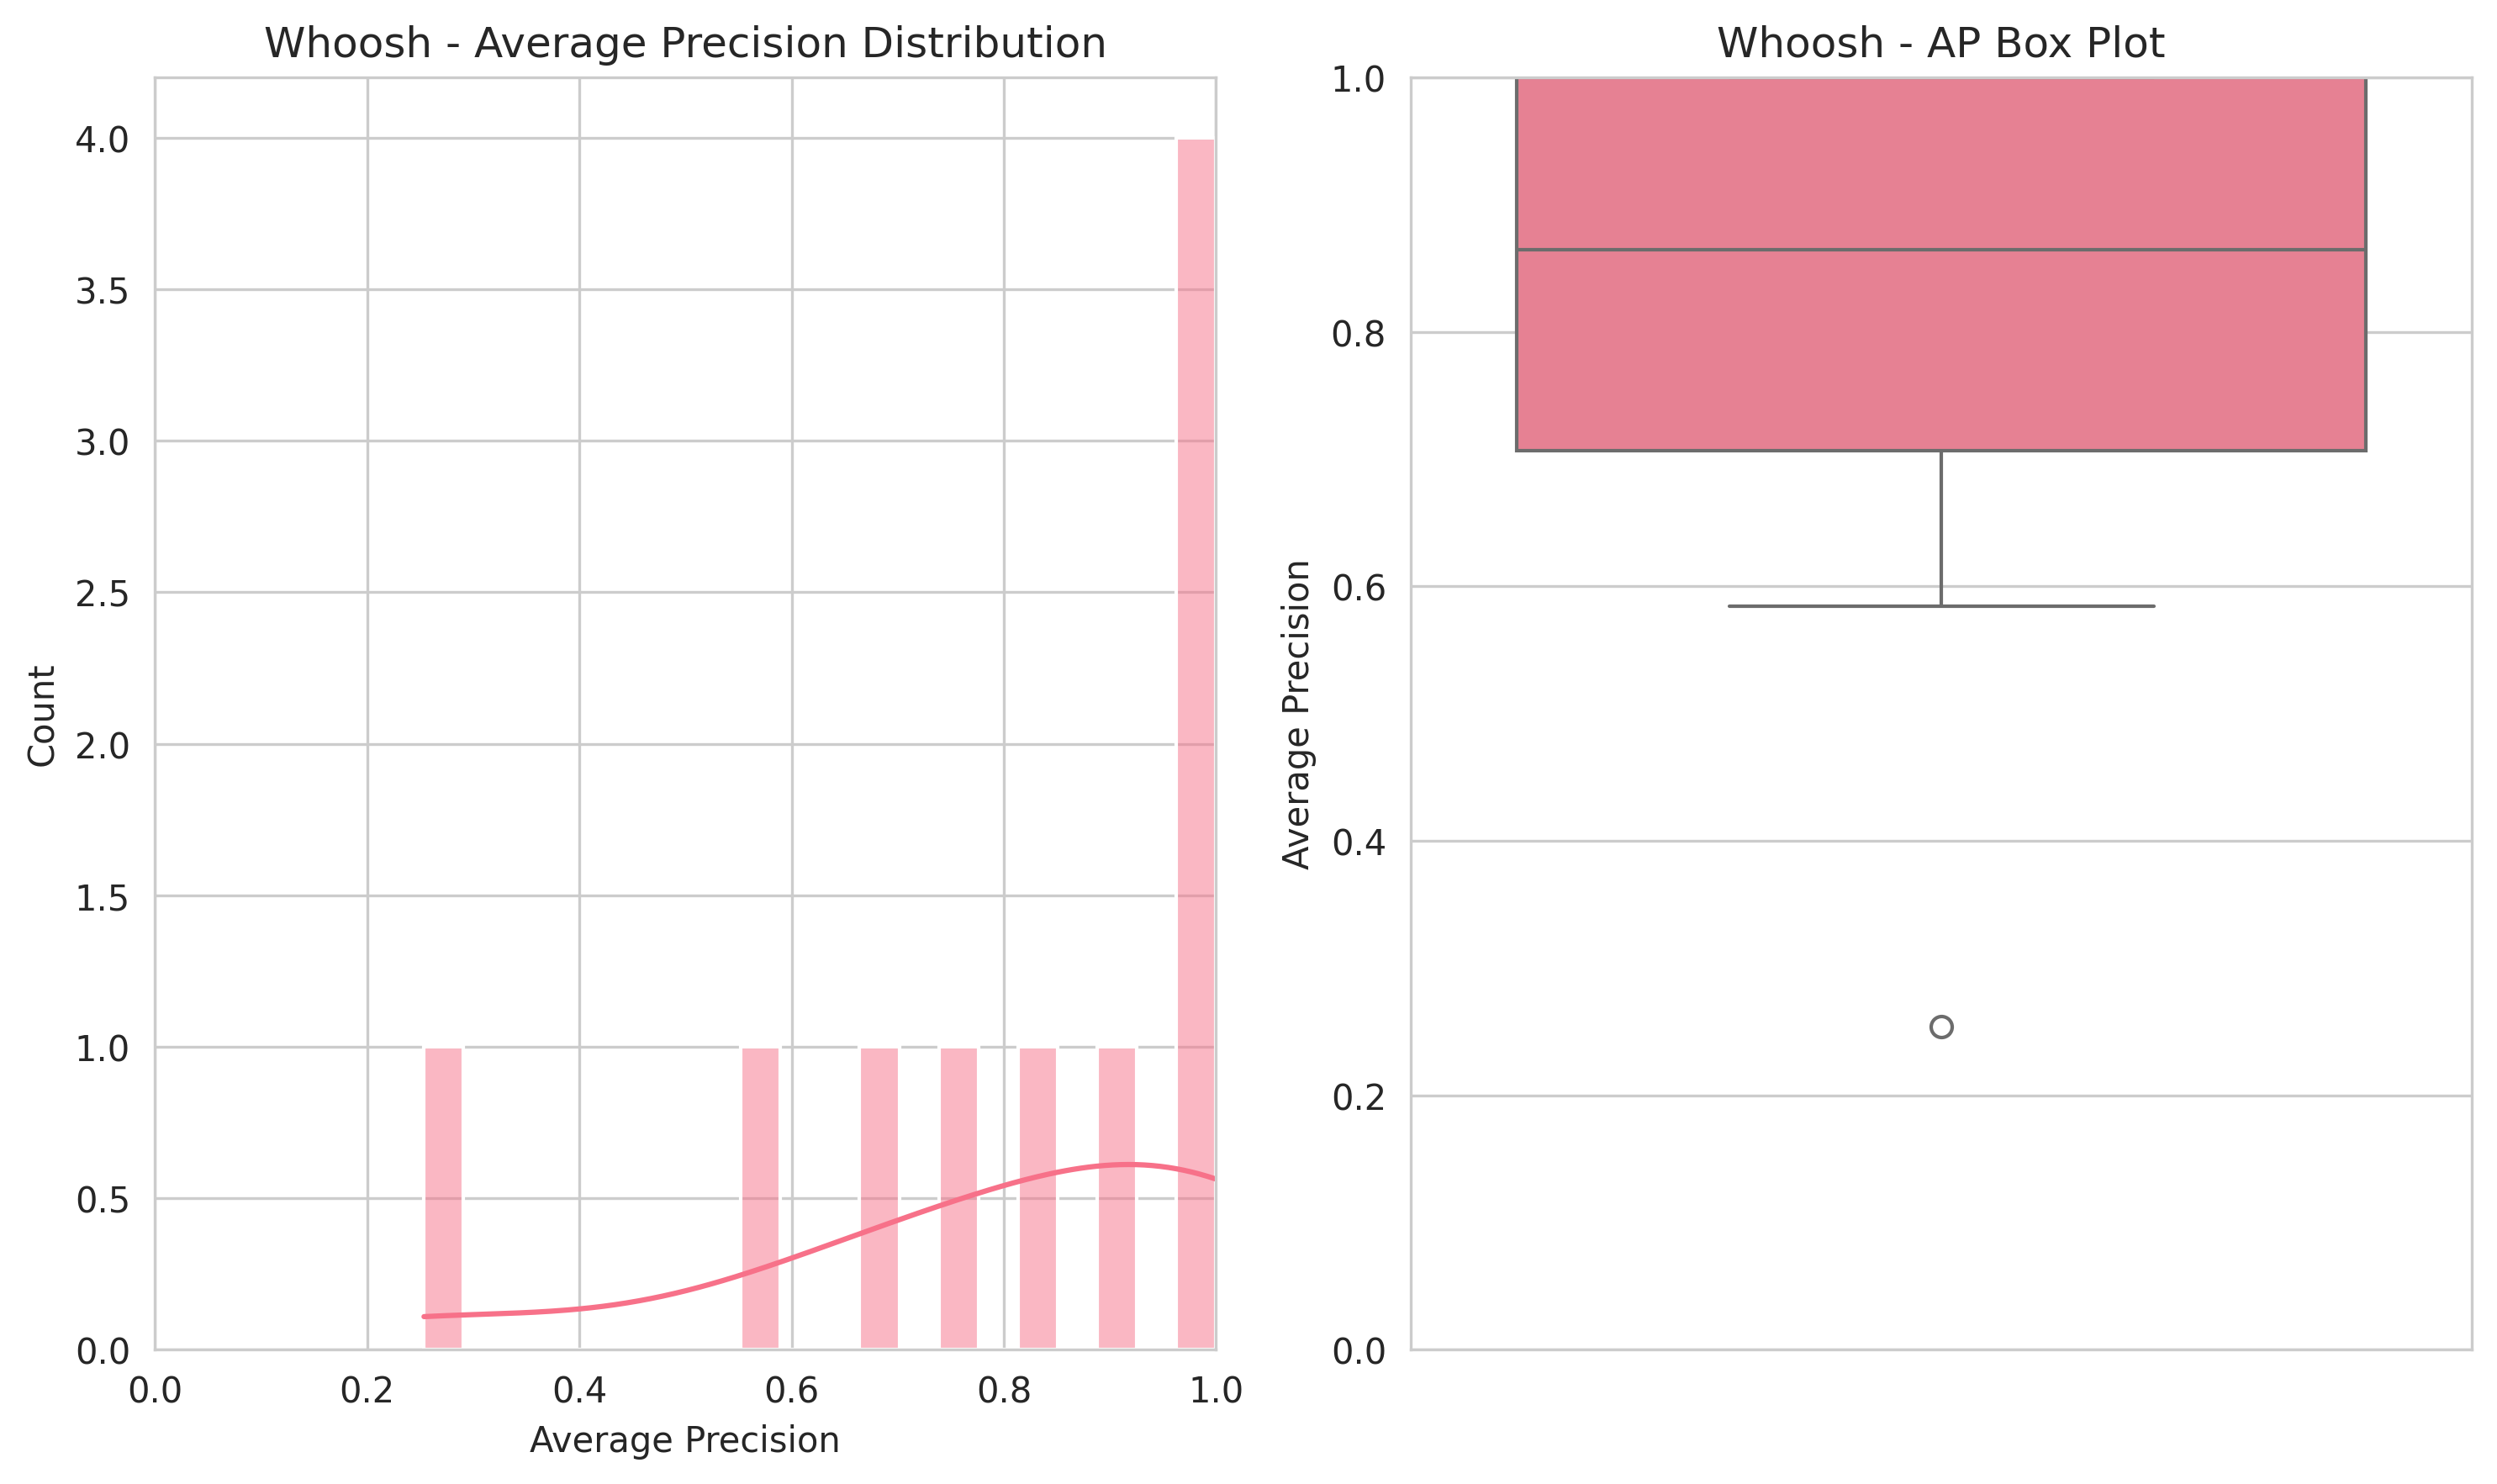 Whoosh - Average Precision Distribution
4.0
3.5
3.0
2.5
2.0
1.5
1.0
0.5
0.0
Count
0.0 0.2 0.4 0.6 0.8 1.0
Average Precision
Whoosh - AP Box Plot
1.0
0.8
0.6
0.4
0.2
0.0
Average Precision